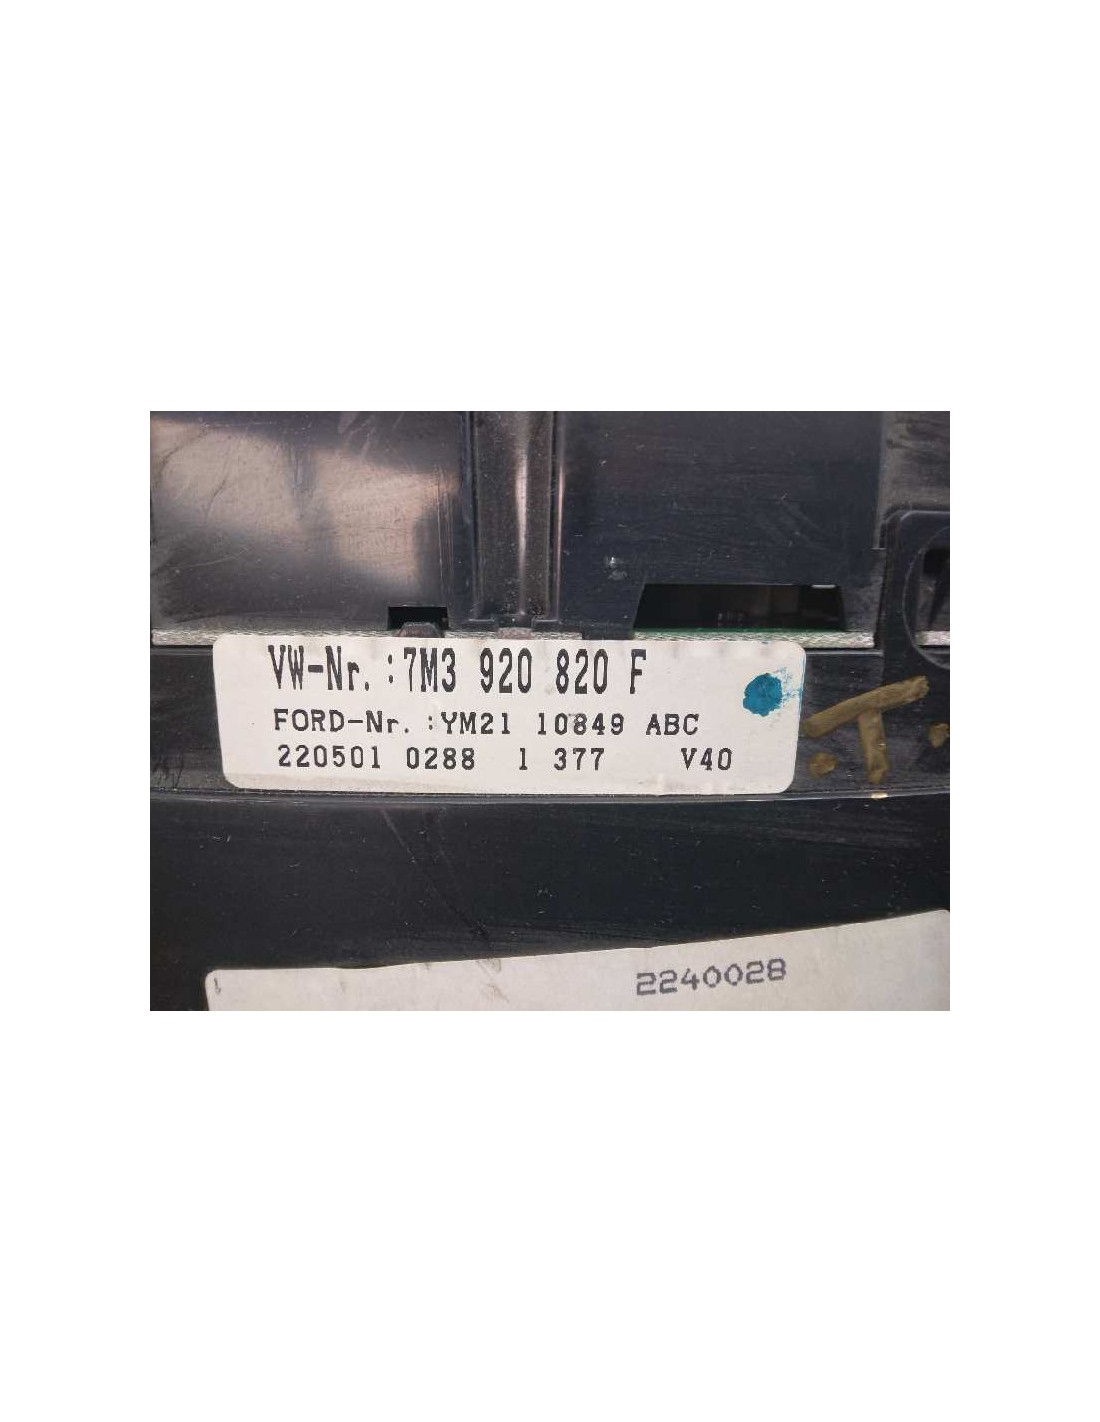 VW-Nr. :7M3 920 820 F
FORD-Nr. :YM21 10849 ABC
220501 0288 1 377 V40
2240028